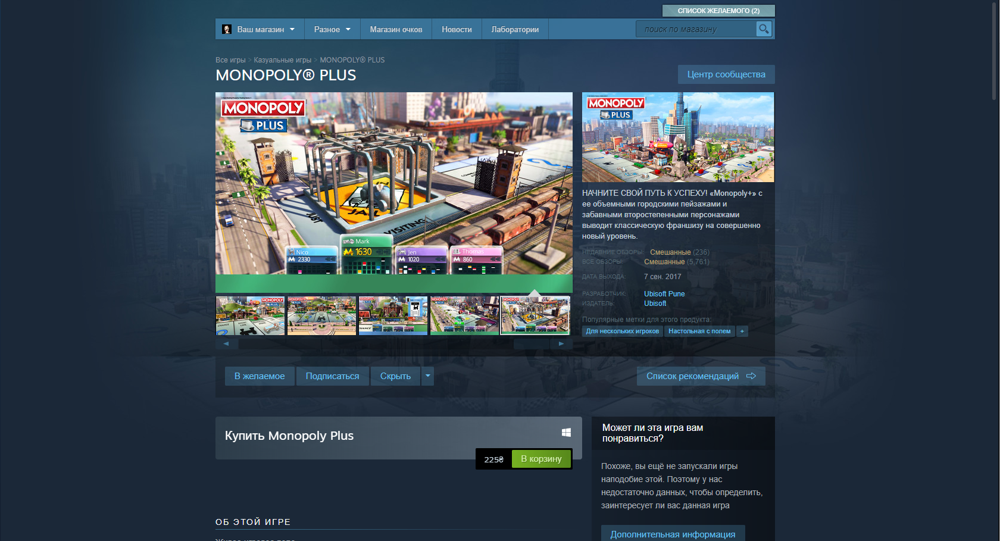 СПИСОК ЖЕЛАЕМОГО (2)
Ваш магазин
Разное
Магазин очков
Новости
Лаборатории
поиск по магазину
Все игры > Казуальные игры > MONOPOLY® PLUS
MONOPOLY® PLUS
Центр сообщества
MONOPOLY
PLUS
JUST
VISITING
JAIL
Nico
2330
Mark
1630
Jen
1020
Thomas
860
MONOPOLY
PLUS
НАЧНИТЕ СВОЙ ПУТЬ К УСПЕХУ! «Monopoly+» с
ее объемными городскими пейзажами и
забавными второстепенными персонажами
выводит классическую франшизу на совершенно
новый уровень.
НЕДАВНИЕ ОБЗОРЫ: Смешанные (236)
ВСЕ ОБЗОРЫ: Смешанные (5,761)
ДАТА ВЫХОДА: 7 сен. 2017
РАЗРАБОТЧИК: Ubisoft Pune
ИЗДАТЕЛЬ: Ubisoft
Популярные метки для этого продукта:
Для нескольких игроков
Настольная с полем
+
В желаемое
Подписаться
Скрыть
Список рекомендаций
Купить Monopoly Plus
225₴
В корзину
Может ли эта игра вам
понравиться?
Похоже, вы ещё не запускали игры
наподобие этой. Поэтому у нас
недостаточно данных, чтобы определить,
заинтересует ли вас данная игра
Дополнительная информация
ОБ ЭТОЙ ИГРЕ